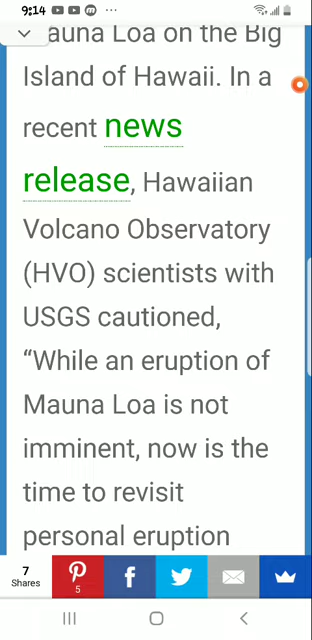 9:14
auna Loa on the Big
Island of Hawaii. In a
recent news
release, Hawaiian
Volcano Observatory
(HVO) scientists with
USGS cautioned,
“While an eruption of
Mauna Loa is not
imminent, now is the
time to revisit
personal eruption
7
Shares
5